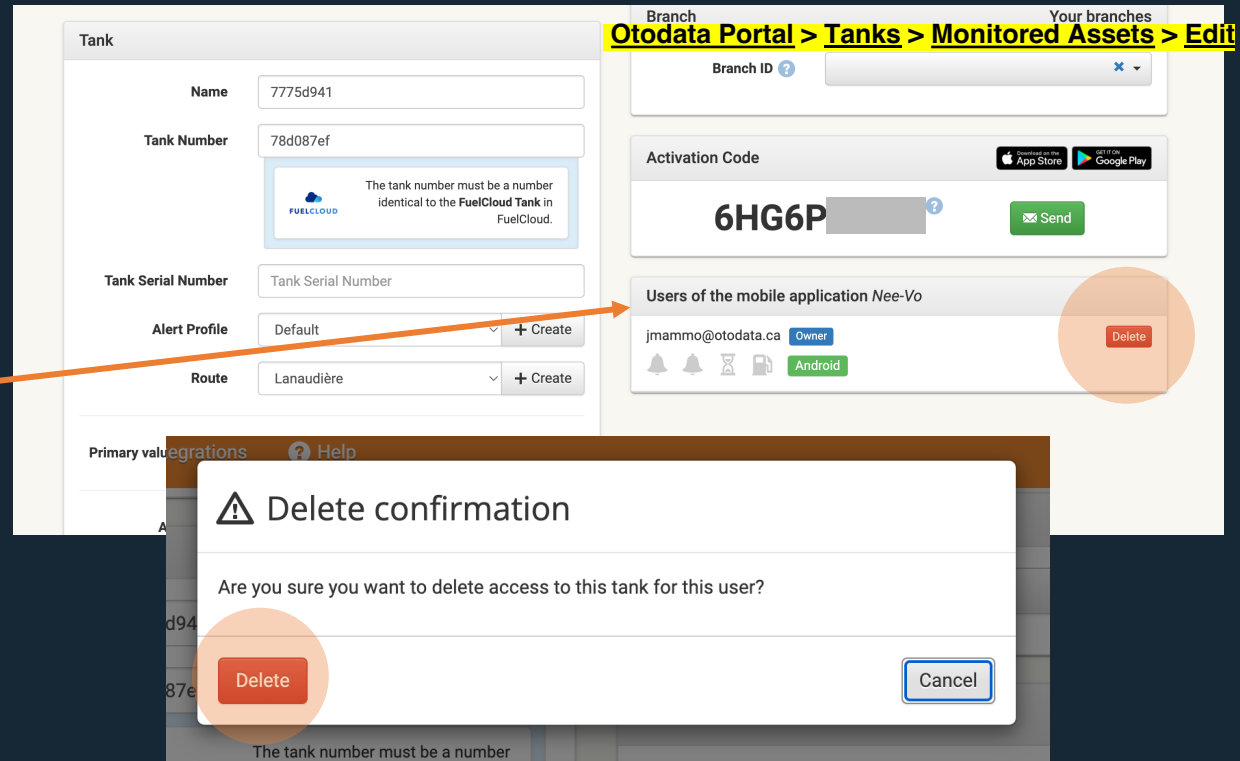 Otodata Portal > Tanks > Monitored Assets > Edit
Tank
Name
7775d941
Tank Number
78d087ef
FUELCLOUD
The tank number must be a number
identical to the FuelCloud Tank in
FuelCloud.
Tank Serial Number
Tank Serial Number
Alert Profile
Default
+ Create
Route
Lanaudière
+ Create
Primary valu
Branch
Your branches
Branch ID ?
Activation Code
Download on the
App Store
GET IT ON
Google Play
6HG6P
?
Send
Users of the mobile application Nee-Vo
jmammo@otodata.ca Owner
Delete
Android
egrations
? Help
A
Delete confirmation
Are you sure you want to delete access to this tank for this user?
d94
87e
Delete
Cancel
The tank number must be a number